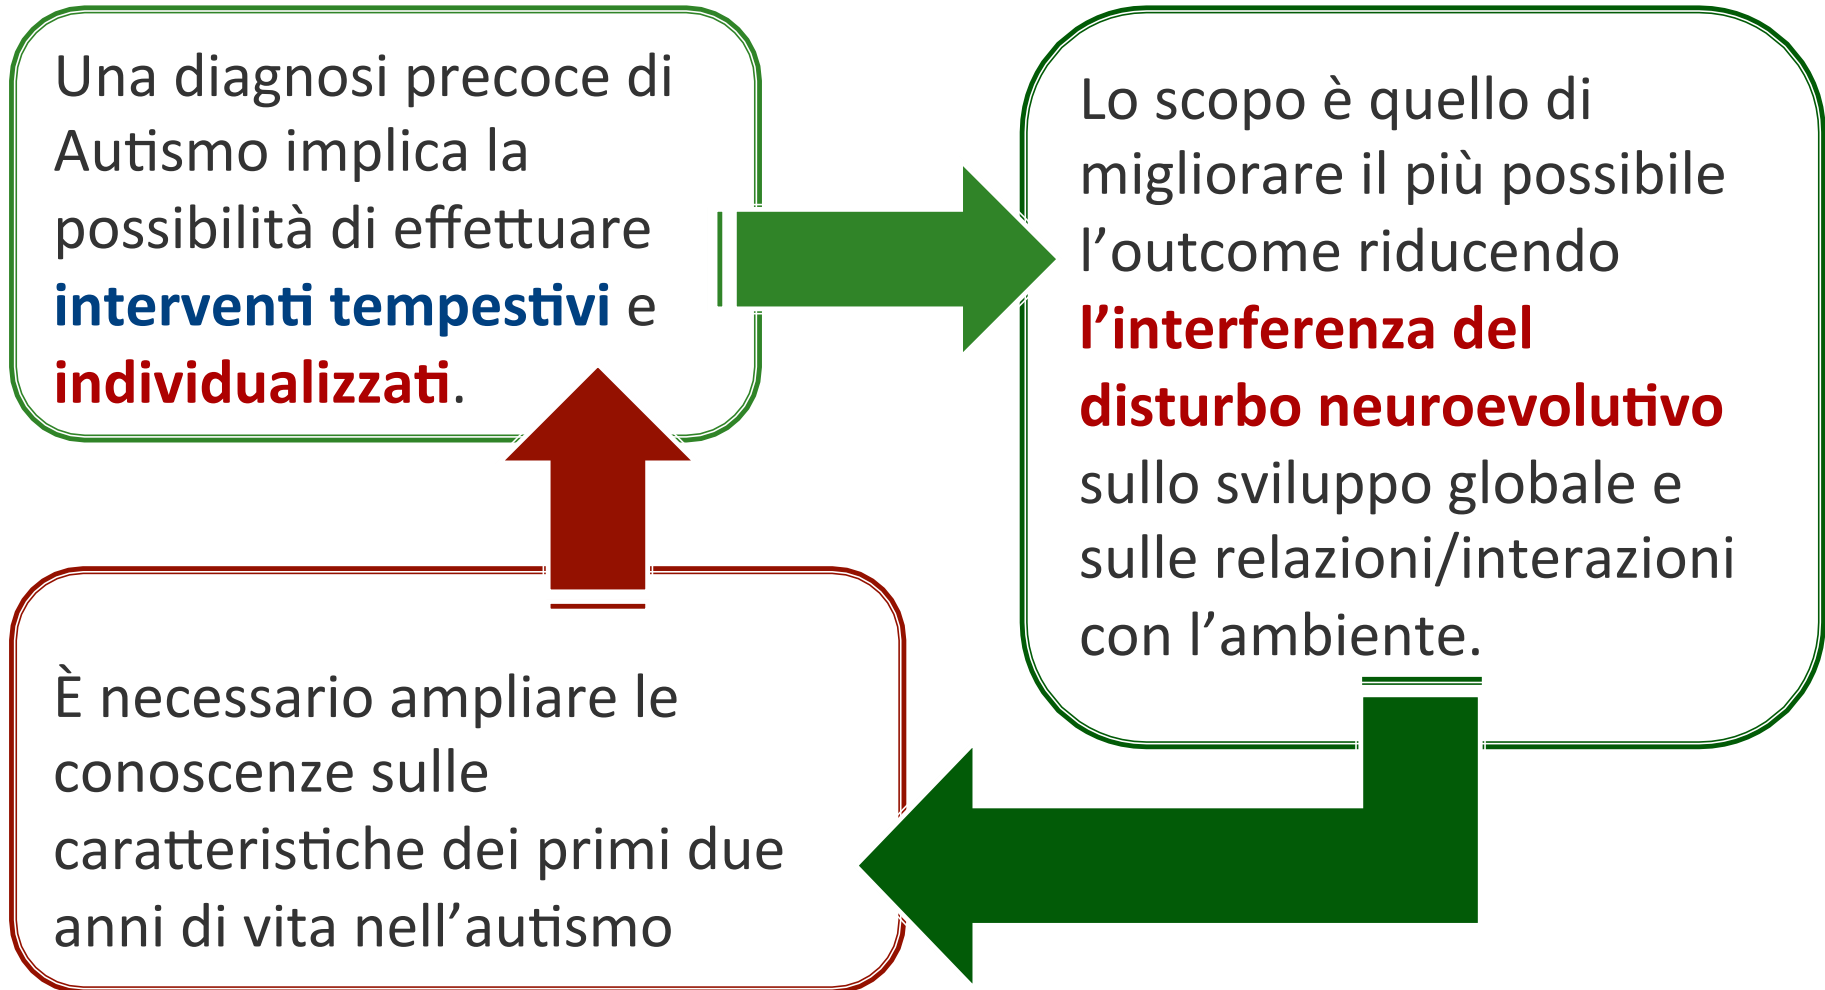 Una diagnosi precoce di
Autismo implica la
possibilità di effettuare
interventi tempestivi e
individualizzati.
Lo scopo è quello di
migliorare il più possibile
l’outcome riducendo
l’interferenza del
disturbo neuroevolutivo
sullo sviluppo globale e
sulle relazioni/interazioni
con l’ambiente.
È necessario ampliare le
conoscenze sulle
caratteristiche dei primi due
anni di vita nell’autismo